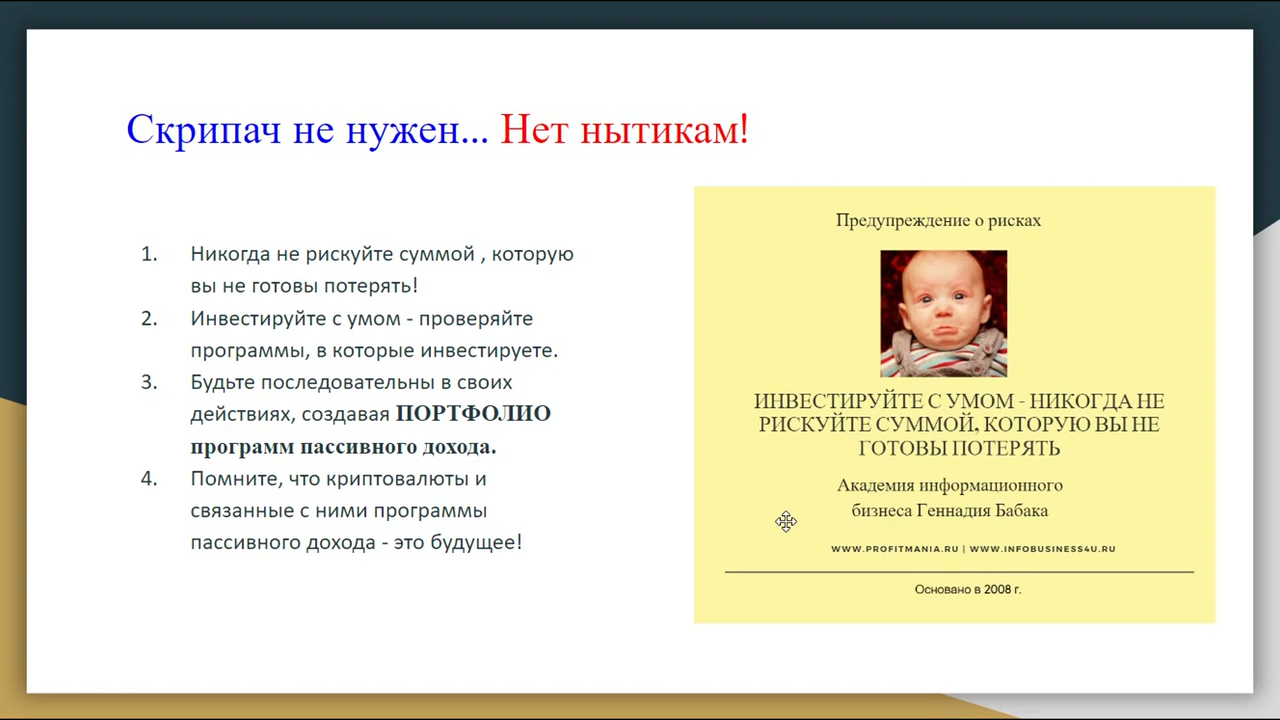 Скрипач не нужен... Нет нытикам!
1. Никогда не рискуйте суммой , которую
вы не готовы потерять!
2. Инвестируйте с умом - проверяйте
программы, в которые инвестируете.
3. Будьте последовательны в своих
действиях, создавая ПОРТФОЛИО
программ пассивного дохода.
4. Помните, что криптовалюты и
связанные с ними программы
пассивного дохода - это будущее!
Предупреждение о рисках
ИНВЕСТИРУЙТЕ С УМОМ - НИКОГДА НЕ
РИСКУЙТЕ СУММОЙ, КОТОРУЮ ВЫ НЕ
ГОТОВЫ ПОТЕРЯТЬ
Академия информационного
бизнеса Геннадия Бабака
WWW.PROFITMANIA.RU | WWW.INFOBUSINESS4U.RU
Основано в 2008 г.